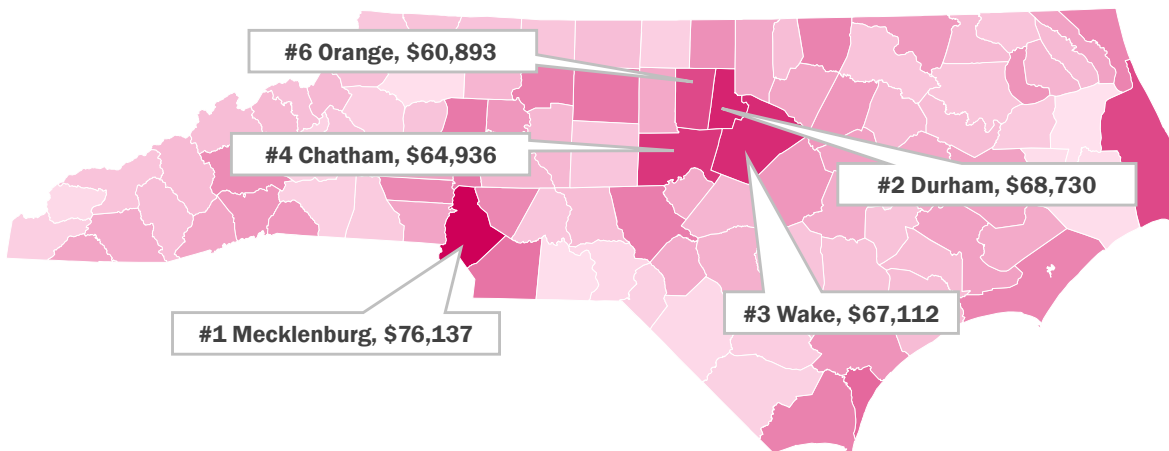 #6 Orange, $60,893
#4 Chatham, $64,936
#2 Durham, $68,730
#3 Wake, $67,112
#1 Mecklenburg, $76,137